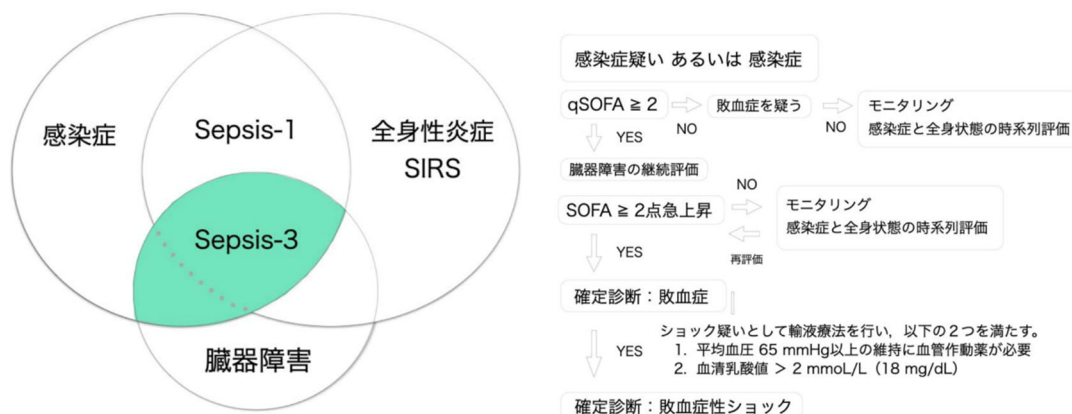 感染症
Sepsis-1
全身性炎症
SIRS
Sepsis-3
臓器障害
感染症疑い あるいは 感染症
qSOFA ≧ 2
NO
敗血症を疑う
NO
モニタリング
感染症と全身状態の時系列評価
YES
臓器障害の継続評価
SOFA ≧ 2点急上昇
NO
モニタリング
感染症と全身状態の時系列評価
再評価
YES
確定診断：敗血症
YES
ショック疑いとして輸液療法を行い，以下の２つを満たす。
1. 平均血圧 65 mmHg以上の維持に血管作動薬が必要
2. 血清乳酸値 > 2 mmoL/L（18 mg/dL）
確定診断：敗血症性ショック